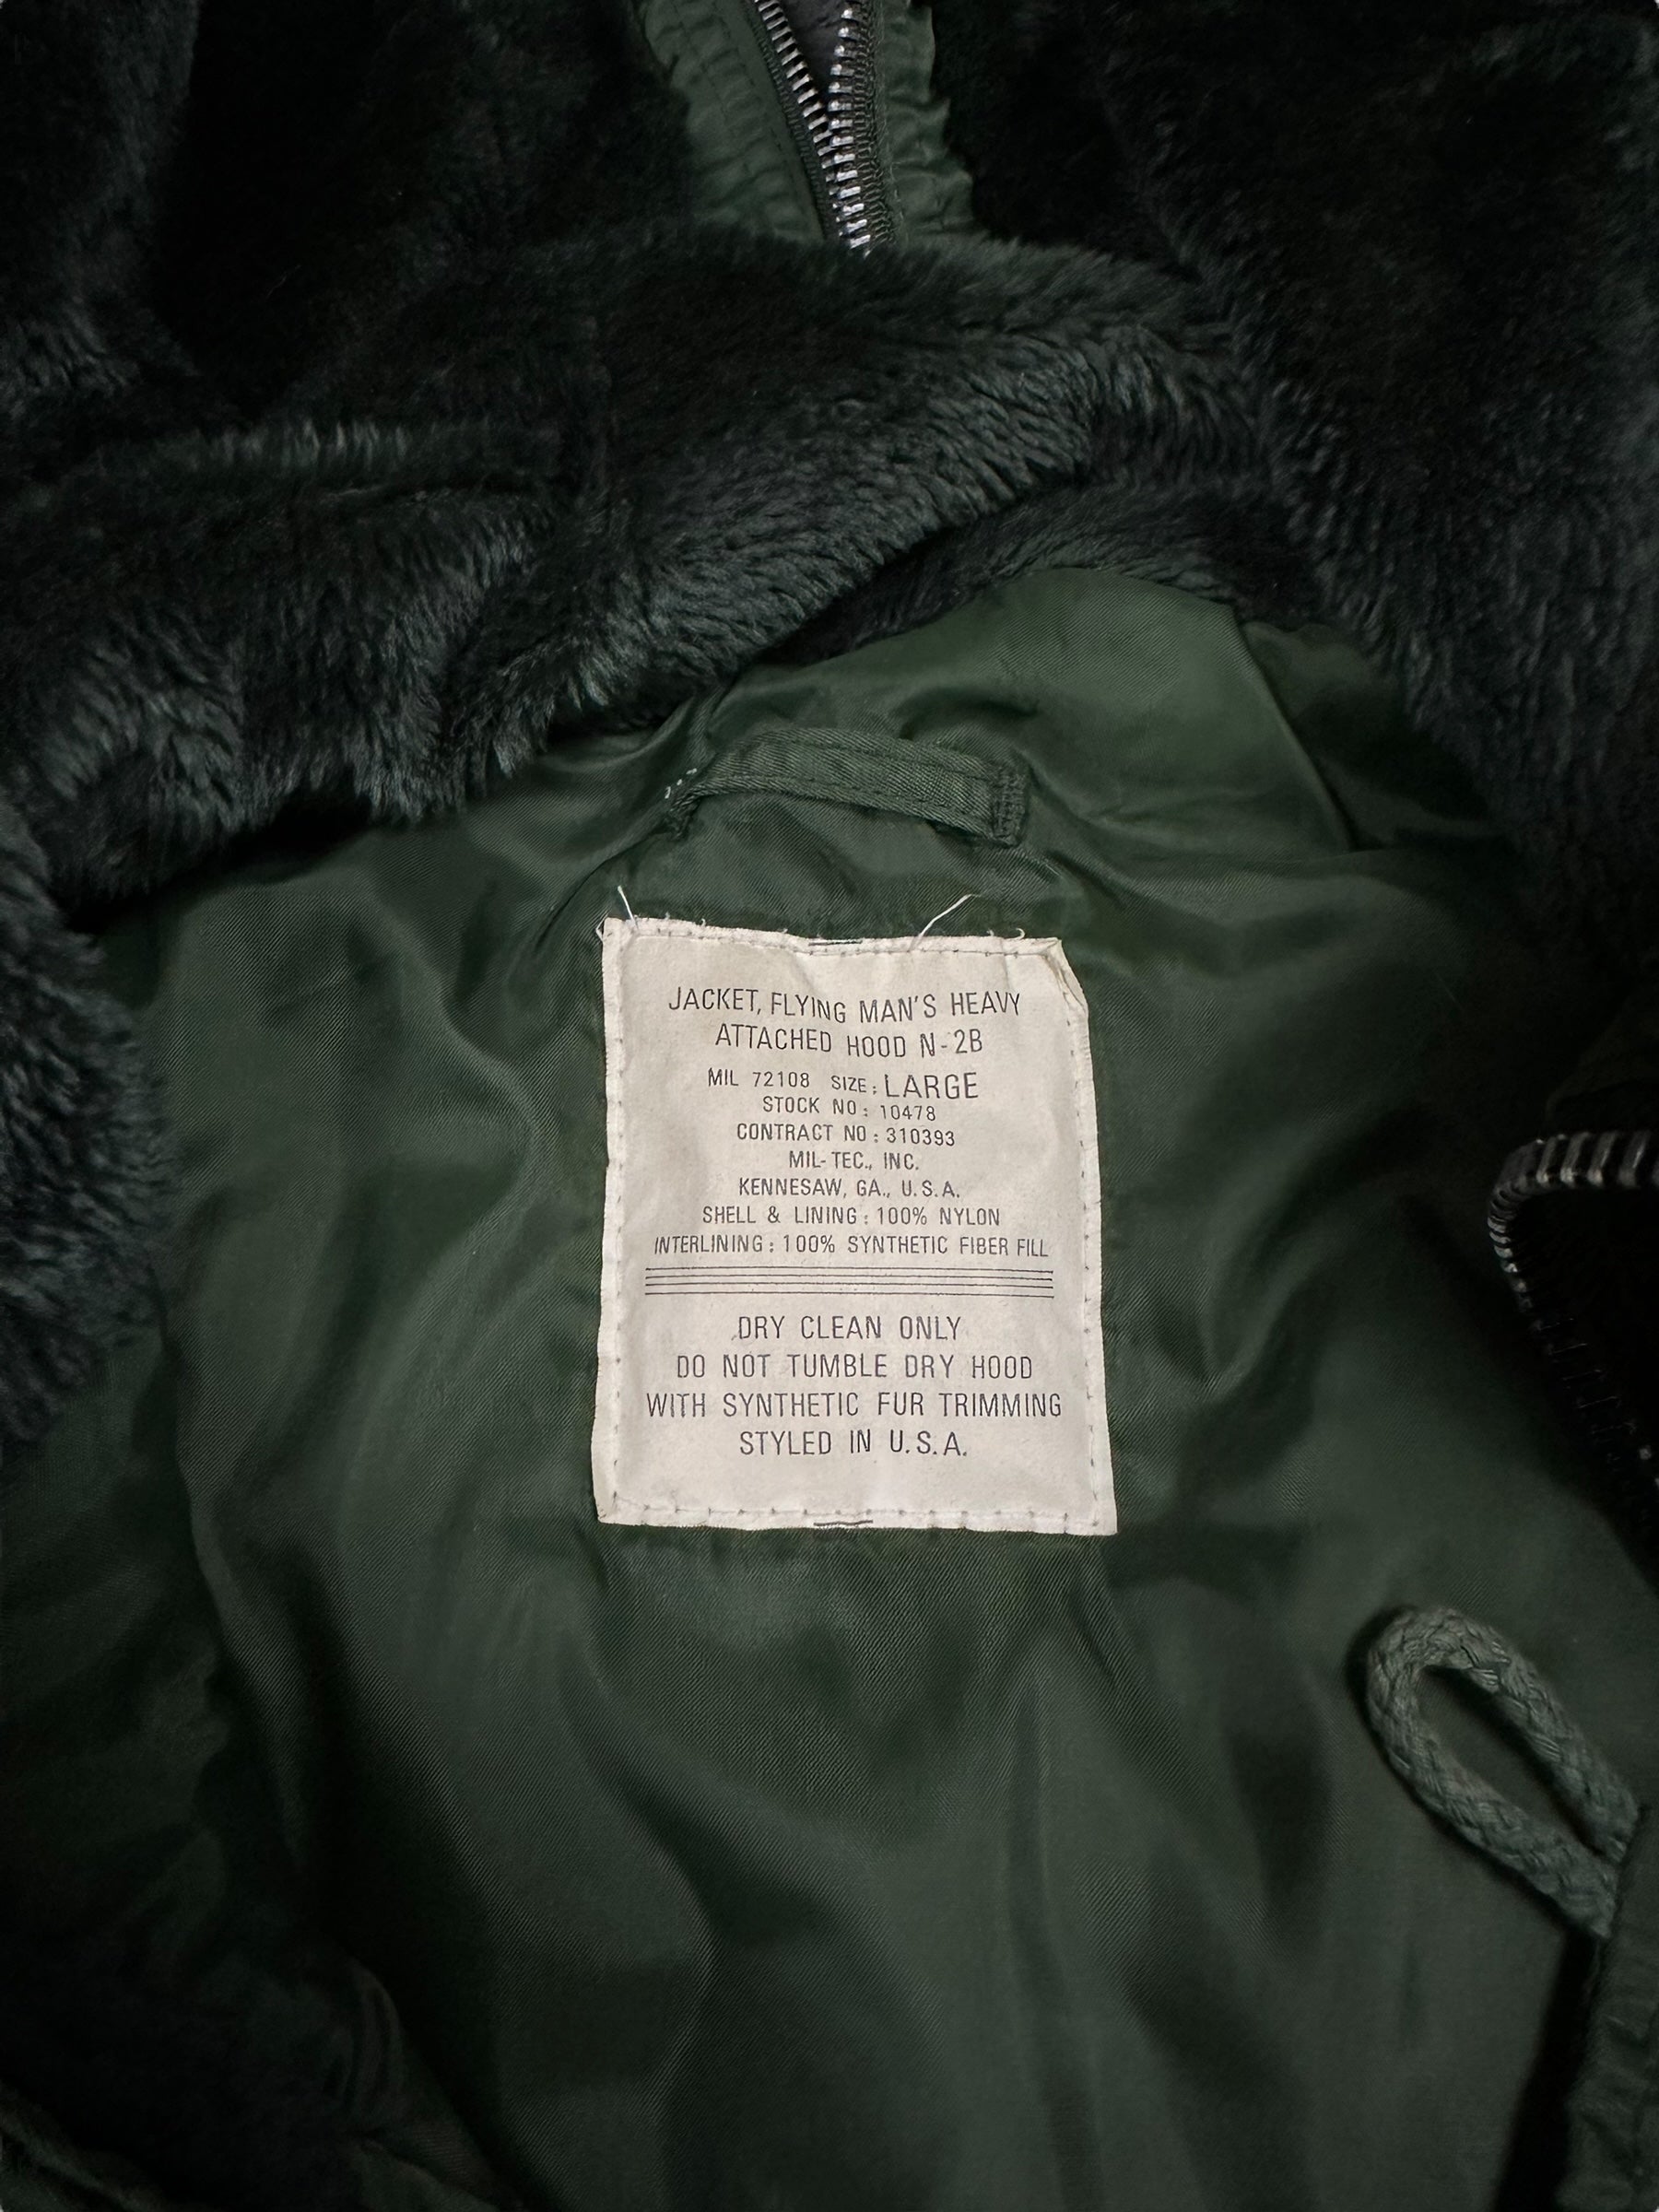 JACKET, FLYING MAN'S HEAVY
ATTACHED HOOD N-2B
MIL 72108 SIZE: LARGE
STOCK NO: 10478
CONTRACT NO: 310393
MIL-TEC., INC.
KENNESAW, GA., U.S.A.
SHELL & LINING: 100% NYLON
INTERLINING: 100% SYNTHETIC FIBER FILL
DRY CLEAN ONLY
DO NOT TUMBLE DRY HOOD
WITH SYNTHETIC FUR TRIMMING
STYLED IN U.S.A.